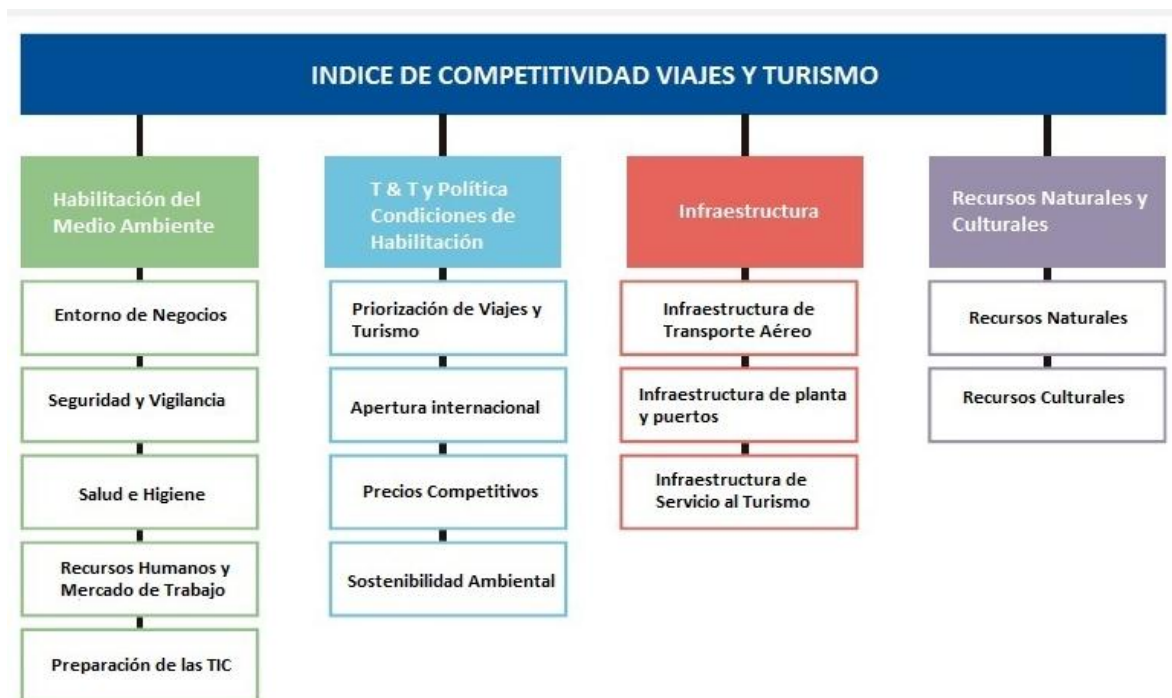 INDICE DE COMPETITIVIDAD VIAJES Y TURISMO
Habilitación del
Medio Ambiente
Entorno de Negocios
Seguridad y Vigilancia
Salud e Higiene
Recursos Humanos y
Mercado de Trabajo
Preparación de las TIC
T & T y Política
Condiciones de
Habilitación
Priorización de Viajes y
Turismo
Apertura internacional
Precios Competitivos
Sostenibilidad Ambiental
Infraestructura
Infraestructura de
Transporte Aéreo
Infraestructura de planta
y puertos
Infraestructura de
Servicio al Turismo
Recursos Naturales y
Culturales
Recursos Naturales
Recursos Culturales